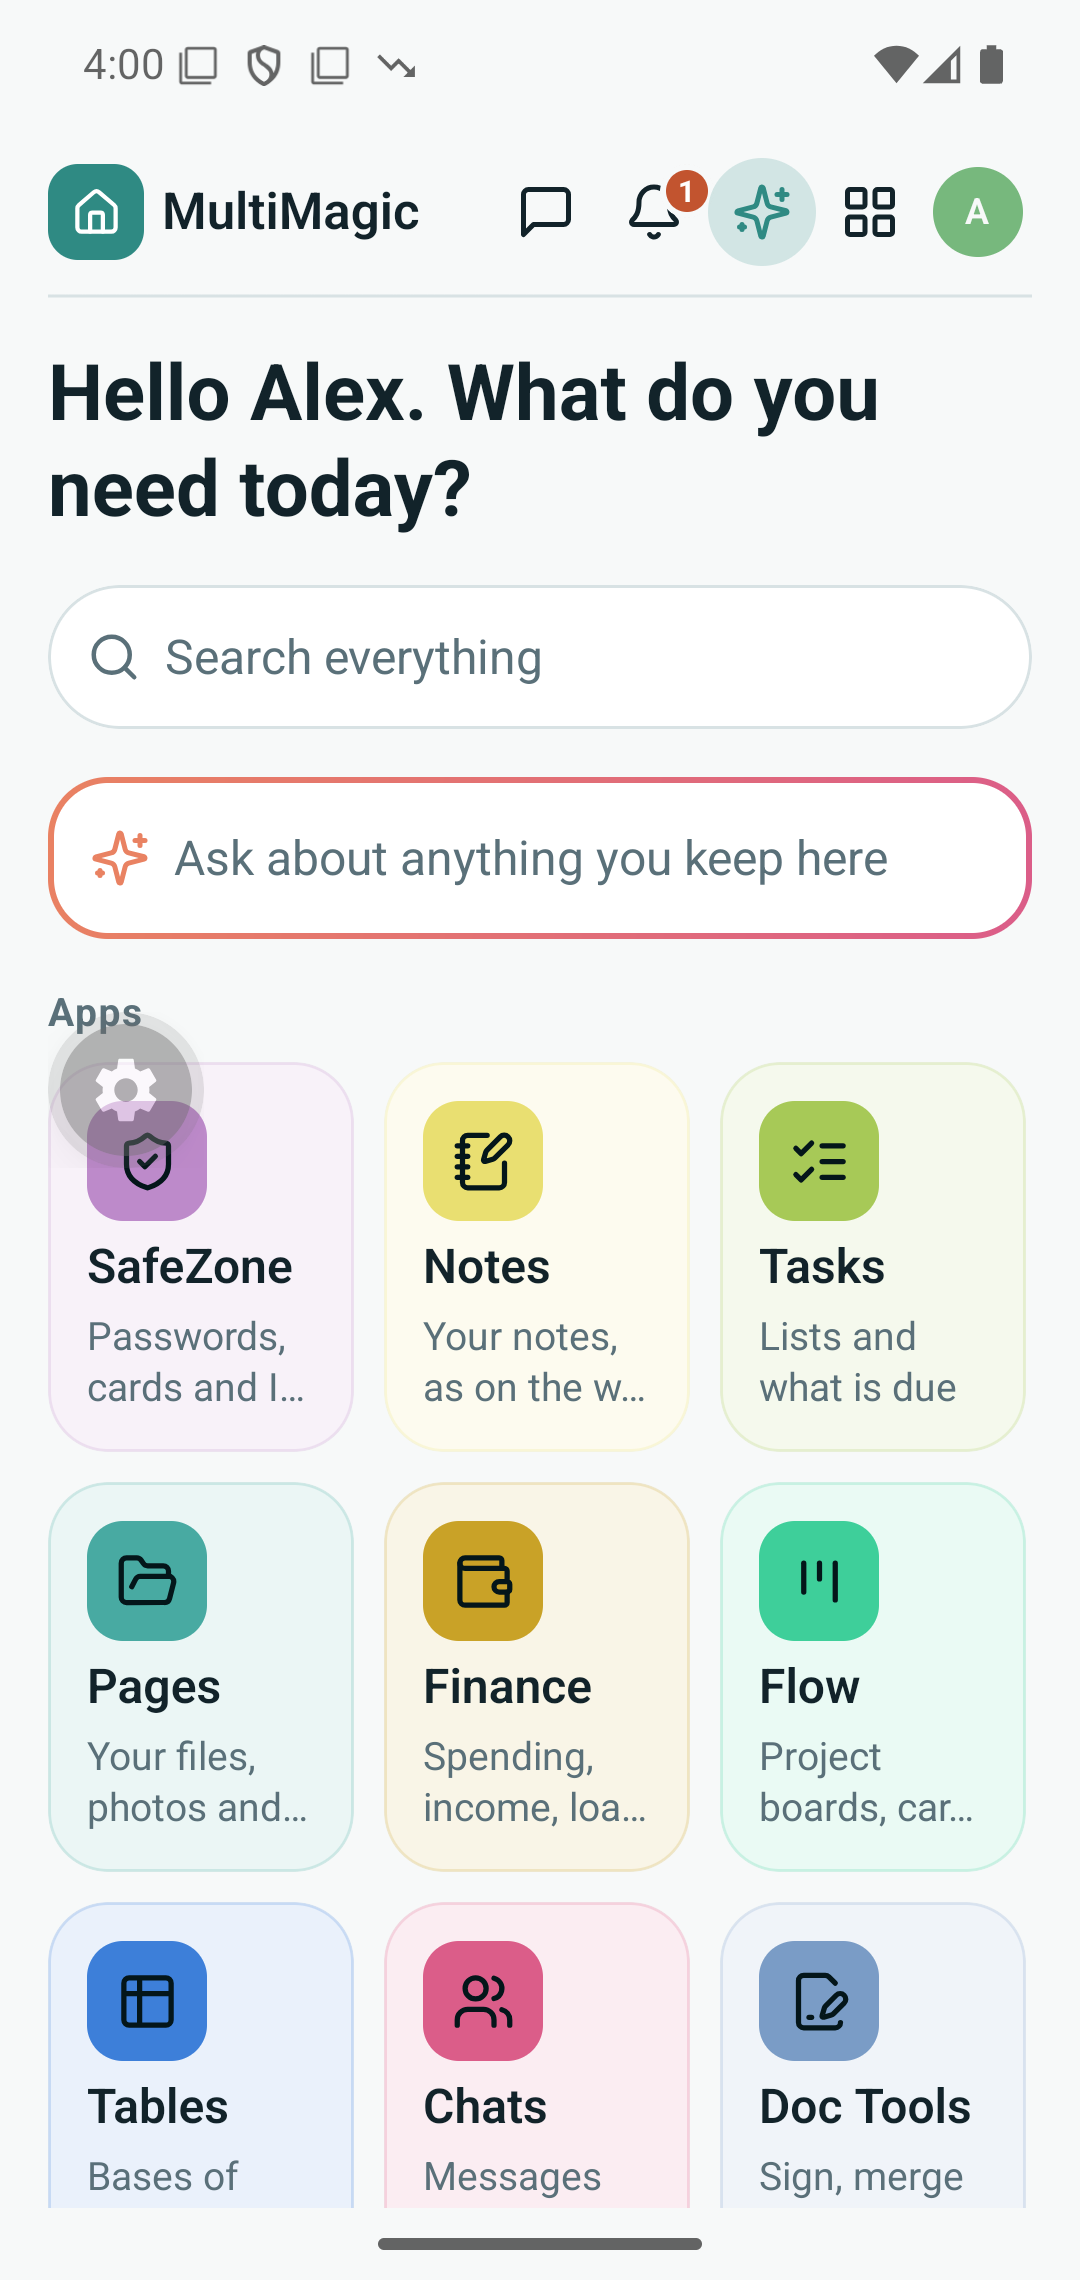 4:00
MultiMagic
1
A
Hello Alex. What do you
need today?
Search everything
Ask about anything you keep here
Apps
SafeZone
Passwords,
cards and I...
Notes
Your notes,
as on the w...
Tasks
Lists and
what is due
Pages
Your files,
photos and...
Finance
Spending,
income, loa...
Flow
Project
boards, car...
Tables
Bases of
Chats
Messages
Doc Tools
Sign, merge